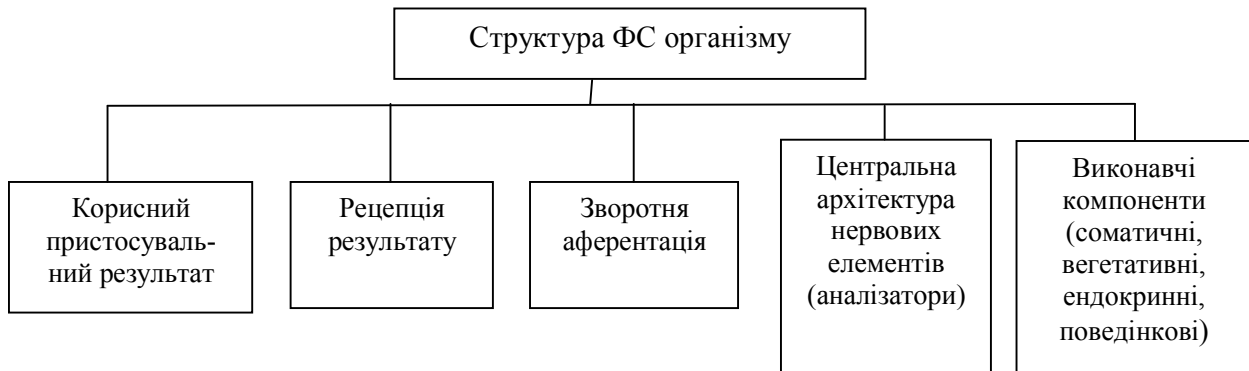 Структура ФС організму
Корисний
пристосуваль-
ний результат
Рецепція
результату
Зворотня
аферентація
Центральна
архітектура
нервових
елементів
(аналізатори)
Виконавчі
компоненти
(соматичні,
вегетативні,
ендокринні,
поведінкові)